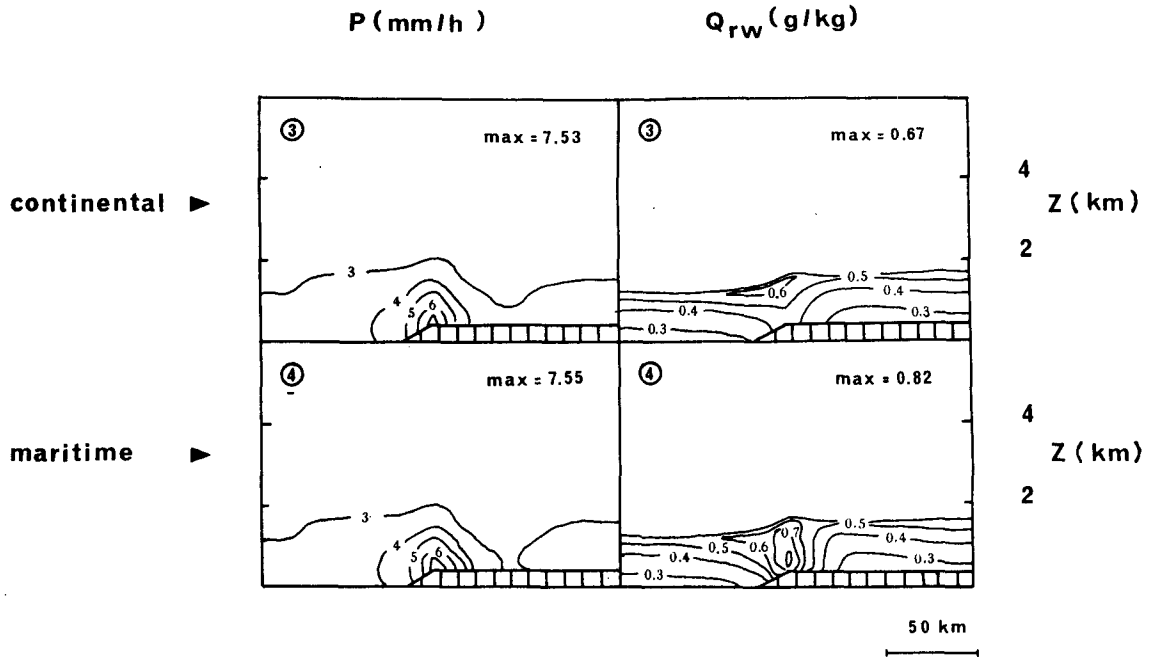 P (mm/h) Q_rw (g/kg)
③ max = 7.53 ③ max = 0.67
4
continental ► Z (km)
2
3 0.5
0.6 0.4
4 0.4
5 6 0.3 0.3
④ max = 7.55 ④ max = 0.82
4
maritime ► Z (km)
2
3 0.5 0.7
4 0.5 0.6 0.4
5 6 0.4 0.3
0.3
50 km